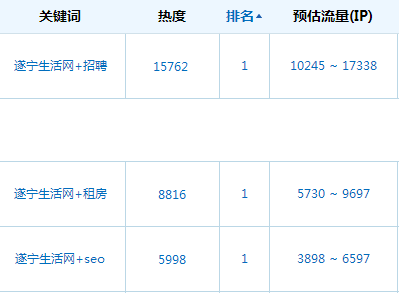 关键词 热度 排名 预估流量(IP)
遂宁生活网+招聘 15762 1 10245 ~ 17338
遂宁生活网+租房 8816 1 5730 ~ 9697
遂宁生活网+seo 5998 1 3898 ~ 6597